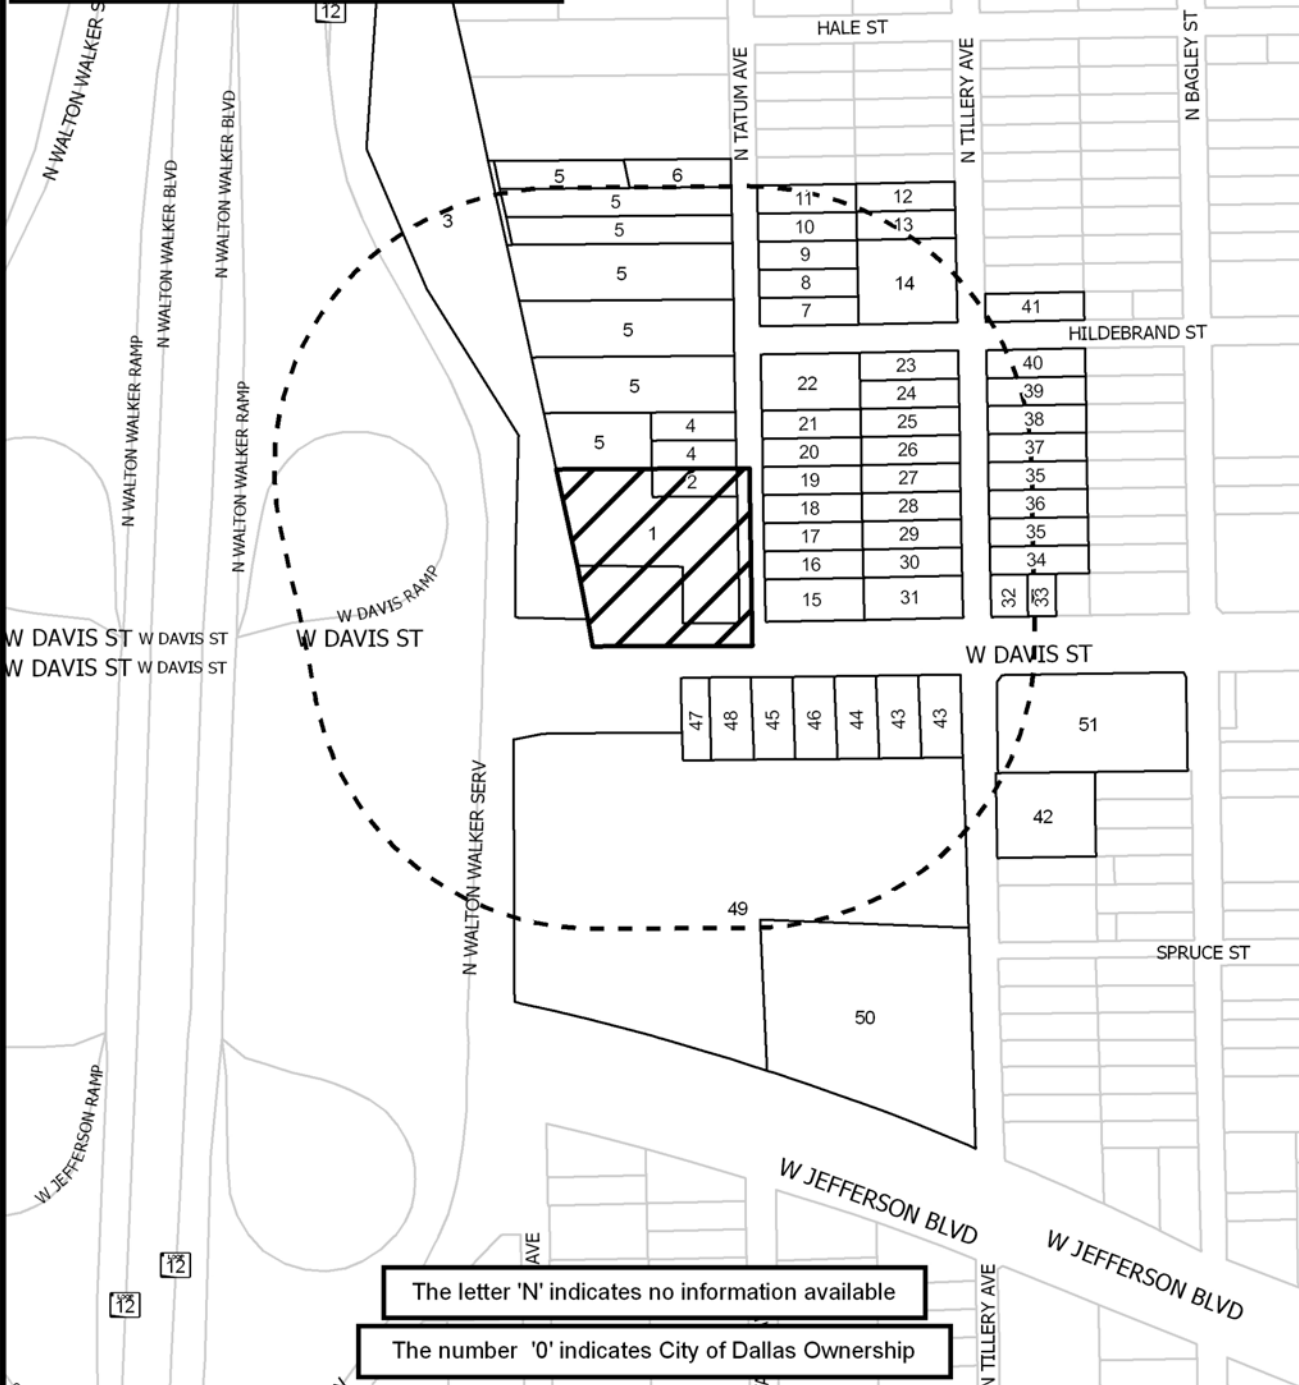 12
HALE ST
N WALTON WALKER S
N TATUM AVE
N TILLERY AVE
N BAGLEY ST
N WALTON WALKER BLVD
N WALTON WALKER BLVD
5
6
5
11
12
3
5
10
13
9
5
8
14
7
41
HILDEBRAND ST
5
N WALTON WALKER RAMP
N WALTON WALKER RAMP
5
22
23
40
24
39
5
4
21
25
38
4
20
26
37
2
19
27
35
18
28
36
1
17
29
35
16
30
34
15
31
32
33
W DAVIS RAMP
W DAVIS ST
W DAVIS ST
W DAVIS ST
W DAVIS ST
W DAVIS ST
W DAVIS ST
47
48
45
46
44
43
43
51
N WALTON WALKER SERV
42
49
SPRUCE ST
50
W JEFFERSON RAMP
W JEFFERSON BLVD
W JEFFERSON BLVD
AVE
N TILLERY AVE
LOOP
12
LOOP
12
The letter 'N' indicates no information available
The number '0' indicates City of Dallas Ownership